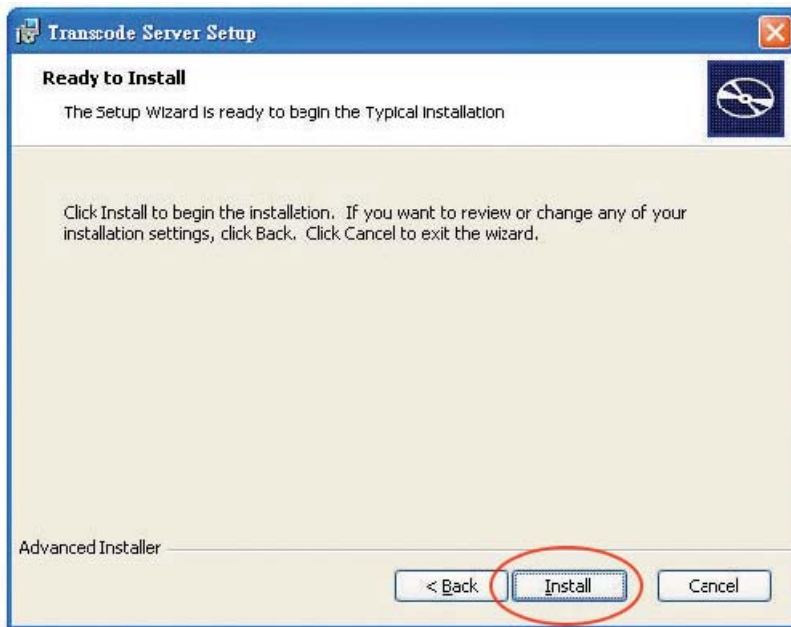 Transcode Server Setup
Ready to Install
The Setup Wizard is ready to begin the Typical installation
Click Install to begin the installation. If you want to review or change any of your
installation settings, click Back. Click Cancel to exit the wizard.
Advanced Installer
< Back
Install
Cancel